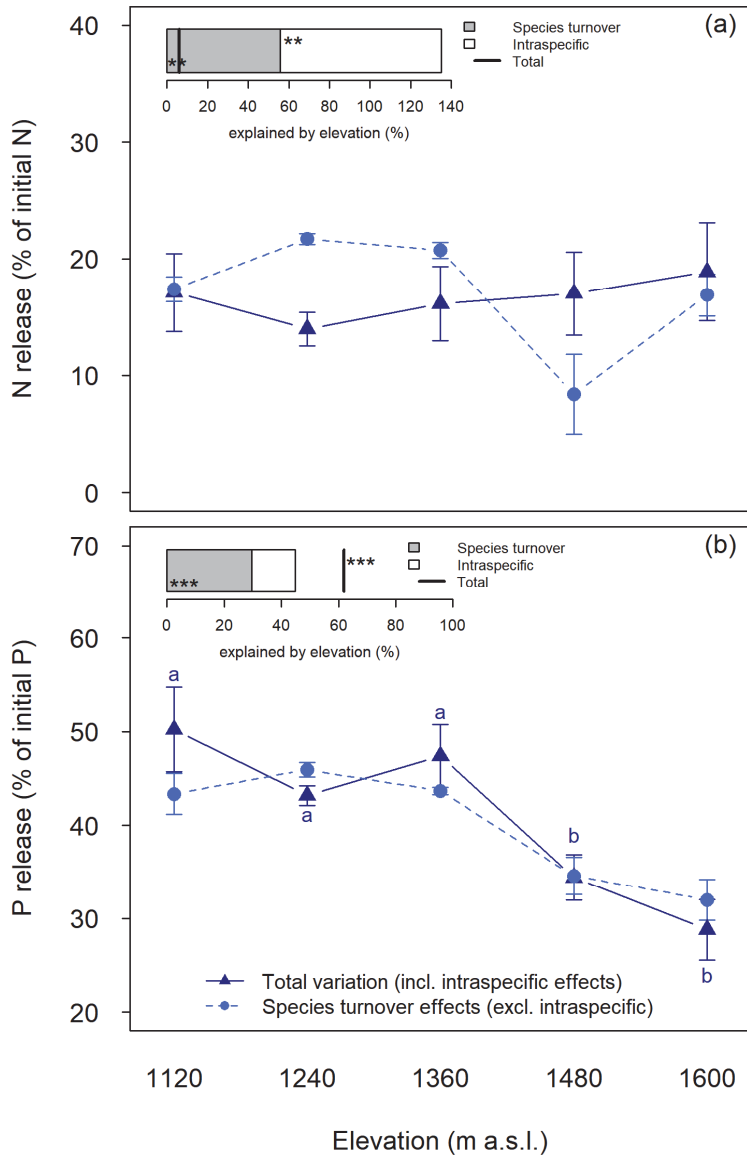 (a)
Species turnover
Intraspecific
Total
**
**
0 20 40 60 80 100 120 140
explained by elevation (%)
40
30
20
10
0
N release (% of initial N)
(b)
Species turnover
Intraspecific
Total
***
***
0 20 40 60 80 100
explained by elevation (%)
70
60
50
40
30
20
P release (% of initial P)
a
a
a
b
b
Total variation (incl. intraspecific effects)
Species turnover effects (excl. intraspecific)
1120 1240 1360 1480 1600
Elevation (m a.s.l.)